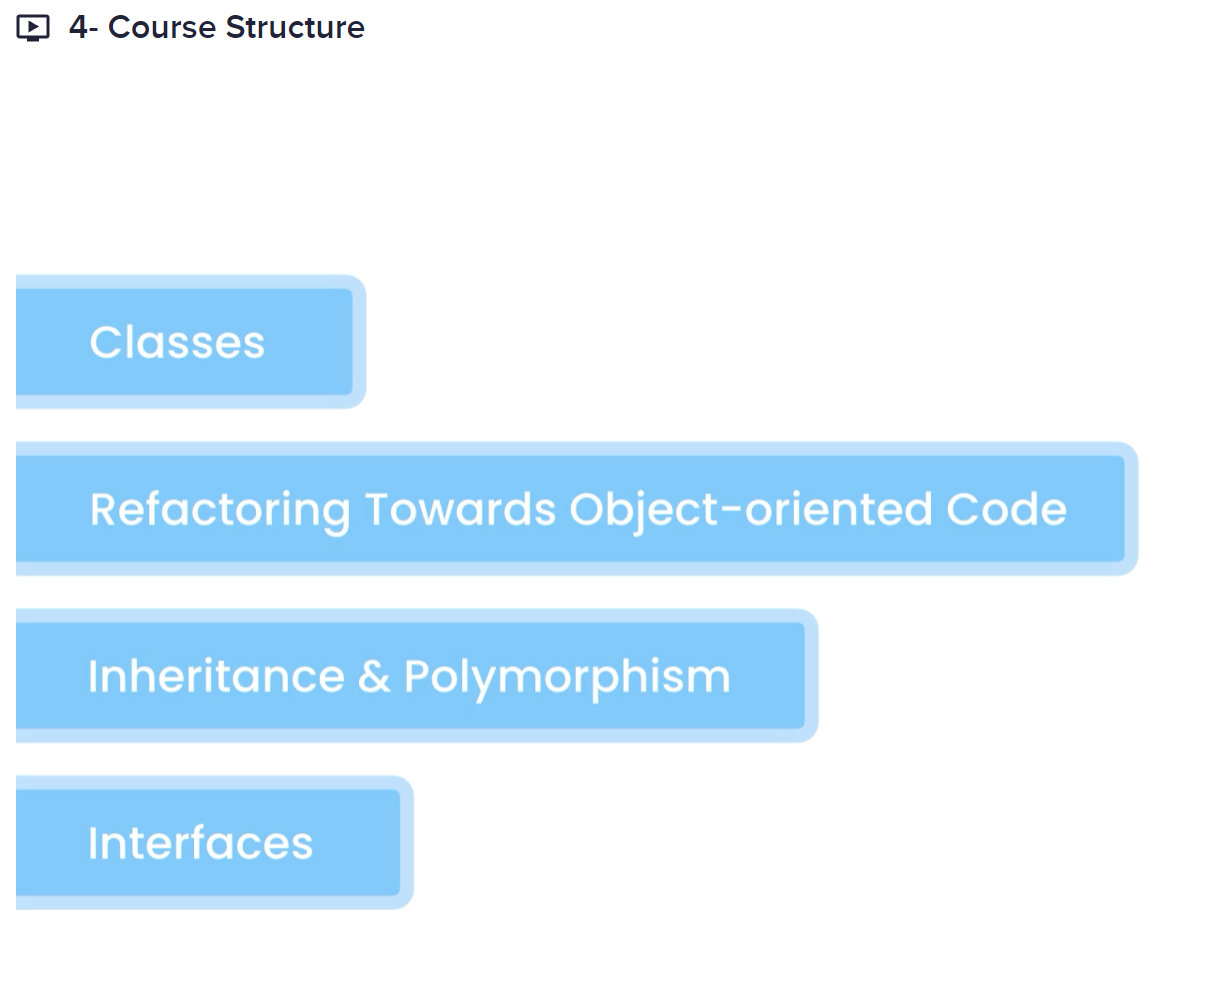 4- Course Structure
Classes
Refactoring Towards Object-oriented Code
Inheritance & Polymorphism
Interfaces